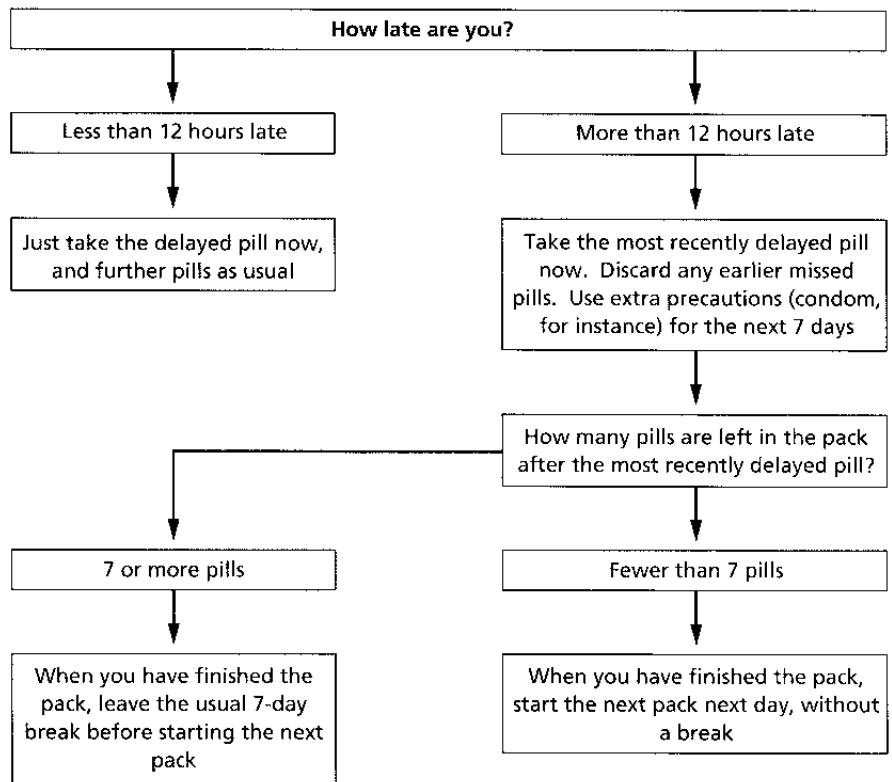 How late are you?
Less than 12 hours late
More than 12 hours late
Just take the delayed pill now,
and further pills as usual
Take the most recently delayed pill
now. Discard any earlier missed
pills. Use extra precautions (condom,
for instance) for the next 7 days
How many pills are left in the pack
after the most recently delayed pill?
7 or more pills
Fewer than 7 pills
When you have finished the
pack, leave the usual 7-day
break before starting the next
pack
When you have finished the pack,
start the next pack next day, without
a break